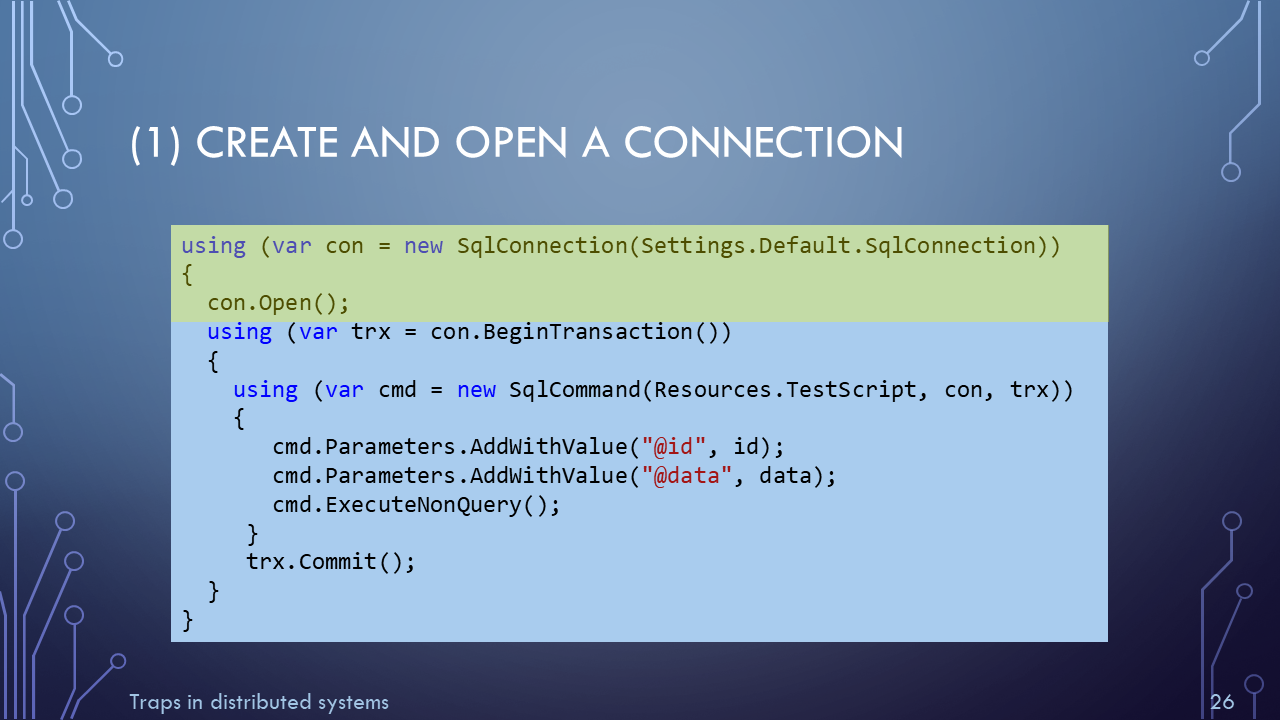 (1) CREATE AND OPEN A CONNECTION
using (var con = new SqlConnection(Settings.Default.SqlConnection))
{
  con.Open();
  using (var trx = con.BeginTransaction())
  {
    using (var cmd = new SqlCommand(Resources.TestScript, con, trx))
    {
       cmd.Parameters.AddWithValue("@id", id);
       cmd.Parameters.AddWithValue("@data", data);
       cmd.ExecuteNonQuery();
     }
     trx.Commit();
  }
}
Traps in distributed systems
26